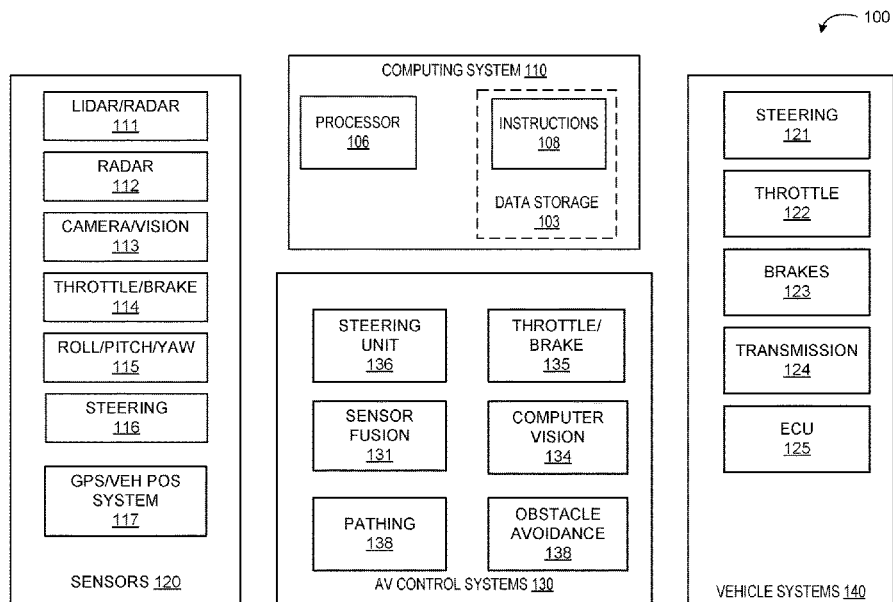 100
LIDAR/RADAR
111
RADAR
112
CAMERA/VISION
113
THROTTLE/BRAKE
114
ROLL/PITCH/YAW
115
STEERING
116
GPS/VEH POS
SYSTEM
117
SENSORS 120
COMPUTING SYSTEM 110
PROCESSOR
106
INSTRUCTIONS
108
DATA STORAGE
103
STEERING
UNIT
136
THROTTLE/
BRAKE
135
SENSOR
FUSION
131
COMPUTER
VISION
134
PATHING
138
OBSTACLE
AVOIDANCE
138
AV CONTROL SYSTEMS 130
STEERING
121
THROTTLE
122
BRAKES
123
TRANSMISSION
124
ECU
125
VEHICLE SYSTEMS 140